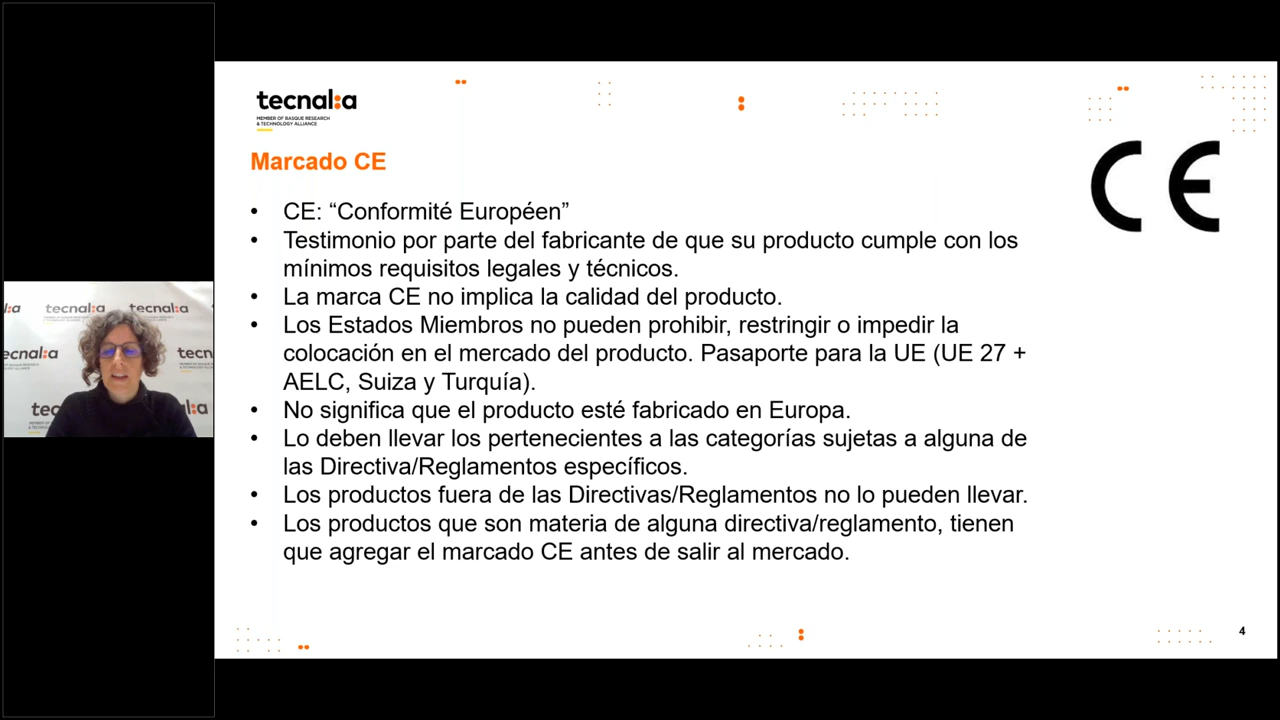 tecnal:a
MEMBER OF BASQUE RESEARCH
& TECHNOLOGY ALLIANCE
Marcado CE
CE
• CE: “Conformité Européen”
• Testimonio por parte del fabricante de que su producto cumple con los
mínimos requisitos legales y técnicos.
• La marca CE no implica la calidad del producto.
• Los Estados Miembros no pueden prohibir, restringir o impedir la
colocación en el mercado del producto. Pasaporte para la UE (UE 27 +
AELC, Suiza y Turquía).
• No significa que el producto esté fabricado en Europa.
• Lo deben llevar los pertenecientes a las categorías sujetas a alguna de
las Directiva/Reglamentos específicos.
• Los productos fuera de las Directivas/Reglamentos no lo pueden llevar.
• Los productos que son materia de alguna directiva/reglamento, tienen
que agregar el marcado CE antes de salir al mercado.
4
tecnal:a
tecnal:a